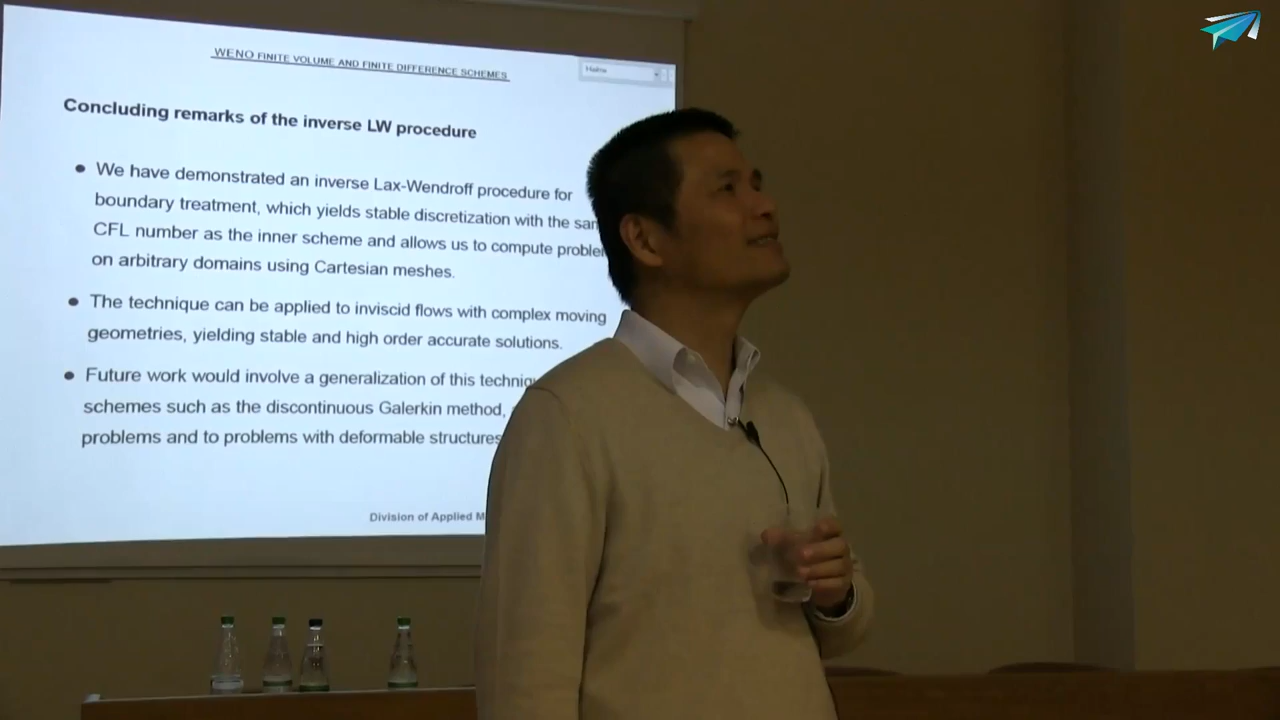 WENO FINITE VOLUME AND FINITE DIFFERENCE SCHEMES
Concluding remarks of the inverse LW procedure
● We have demonstrated an inverse Lax-Wendroff procedure for
boundary treatment, which yields stable discretization with the
CFL number as the inner scheme and allows us to compute
on arbitrary domains using Cartesian meshes.
● The technique can be applied to inviscid flows with complex moving
geometries, yielding stable and high order accurate solutions.
● Future work would involve a generalization of this
schemes such as the discontinuous Galerkin method,
problems and to problems with deformable structures
Division of Applied